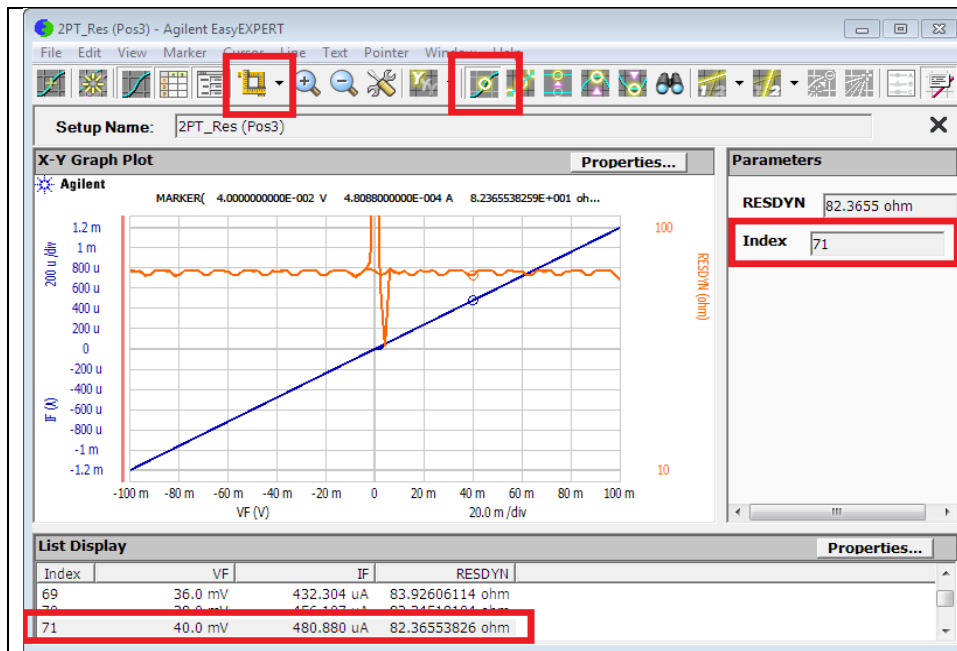 2PT_Res (Pos3) - Agilent EasyEXPERT
File Edit View Marker Cursor Line Text Pointer Window Help
Setup Name: 2PT_Res (Pos3)
X-Y Graph Plot Properties...
Agilent
MARKER( 4.0000000000E-002 V 4.8088000000E-004 A 8.2365538259E+001 oh...
1.2 m
1 m
800 u
600 u
400 u
200 u
0
-200 u
-400 u
-600 u
-800 u
-1 m
-1.2 m
200 u /div
IF (A)
100
10
RESDYN (ohm)
-100 m -80 m -60 m -40 m -20 m 0 20 m 40 m 60 m 80 m 100 m
VF (V) 20.0 m /div
Parameters
RESDYN 82.3655 ohm
Index 71
List Display Properties...
Index VF IF RESDYN
69 36.0 mV 432.304 uA 83.92606114 ohm
71 40.0 mV 480.880 uA 82.36553826 ohm